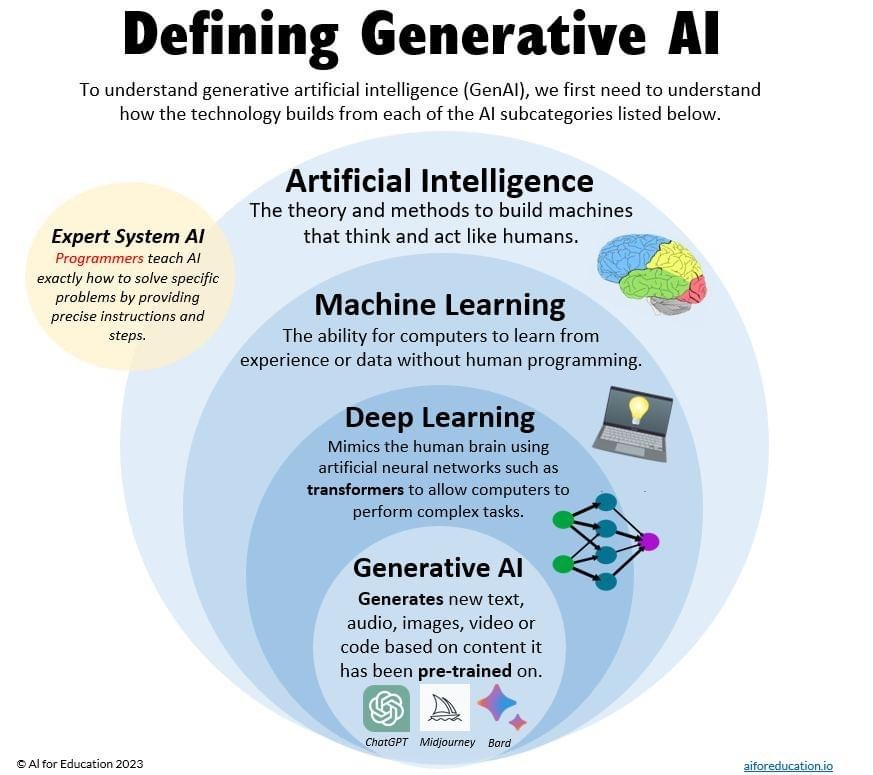 Defining Generative AI
To understand generative artificial intelligence (GenAI), we first need to understand
how the technology builds from each of the AI subcategories listed below.
Artificial Intelligence
The theory and methods to build machines
that think and act like humans.
Expert System AI
Programmers teach AI
exactly how to solve specific
problems by providing
precise instructions and
steps.
Machine Learning
The ability for computers to learn from
experience or data without human programming.
Deep Learning
Mimics the human brain using
artificial neural networks such as
transformers to allow computers to
perform complex tasks.
Generative AI
Generates new text,
audio, images, video or
code based on content it
has been pre-trained on.
ChatGPT Midjourney Bard
© AI for Education 2023
aiforeducation.io